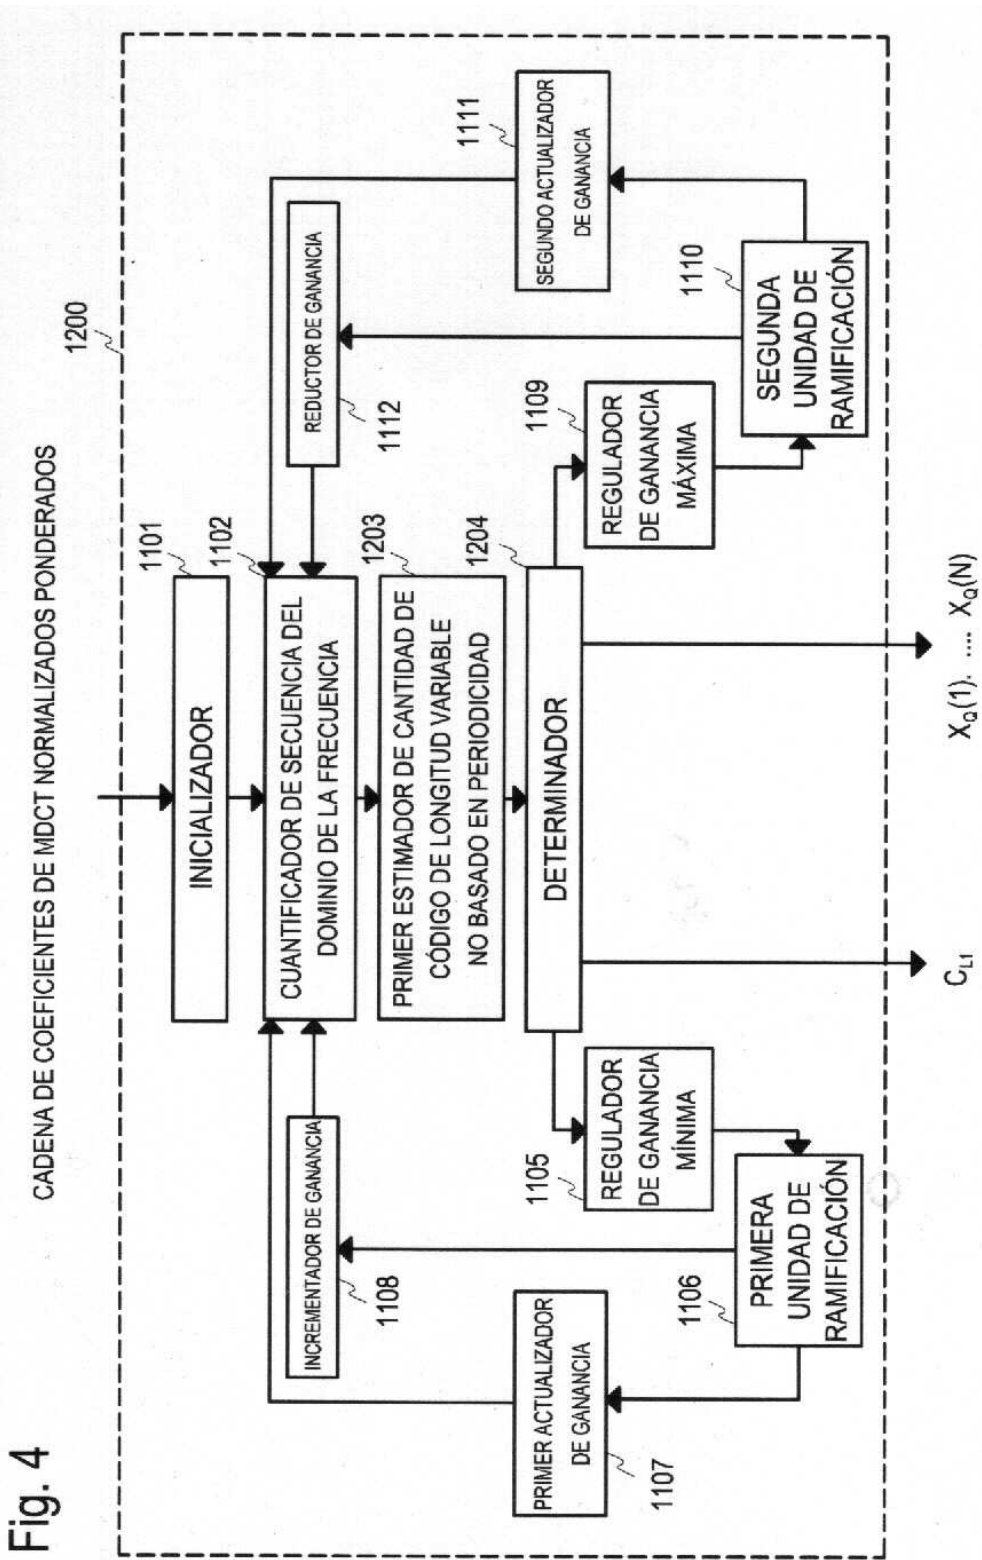 Fig. 4
CADENA DE COEFICIENTES DE MDCT NORMALIZADOS PONDERADOS
1200
1101
INICIALIZADOR
1102
CUANTIFICADOR DE SECUENCIA DEL
DOMINIO DE LA FRECUENCIA
1203
PRIMER ESTIMADOR DE CANTIDAD DE
CÓDIGO DE LONGITUD VARIABLE
NO BASADO EN PERIODICIDAD
1204
DETERMINADOR
INCREMENTADOR DE GANANCIA
1108
REDUCTOR DE GANANCIA
1112
PRIMER ACTUALIZADOR
DE GANANCIA
1107
SEGUNDO ACTUALIZADOR
DE GANANCIA
1111
1105
REGULADOR
DE GANANCIA
MÍNIMA
1109
REGULADOR
DE GANANCIA
MÁXIMA
1106
PRIMERA
UNIDAD DE
RAMIFICACIÓN
1110
SEGUNDA
UNIDAD DE
RAMIFICACIÓN
C_L1
X_Q(1). .... X_Q(N)